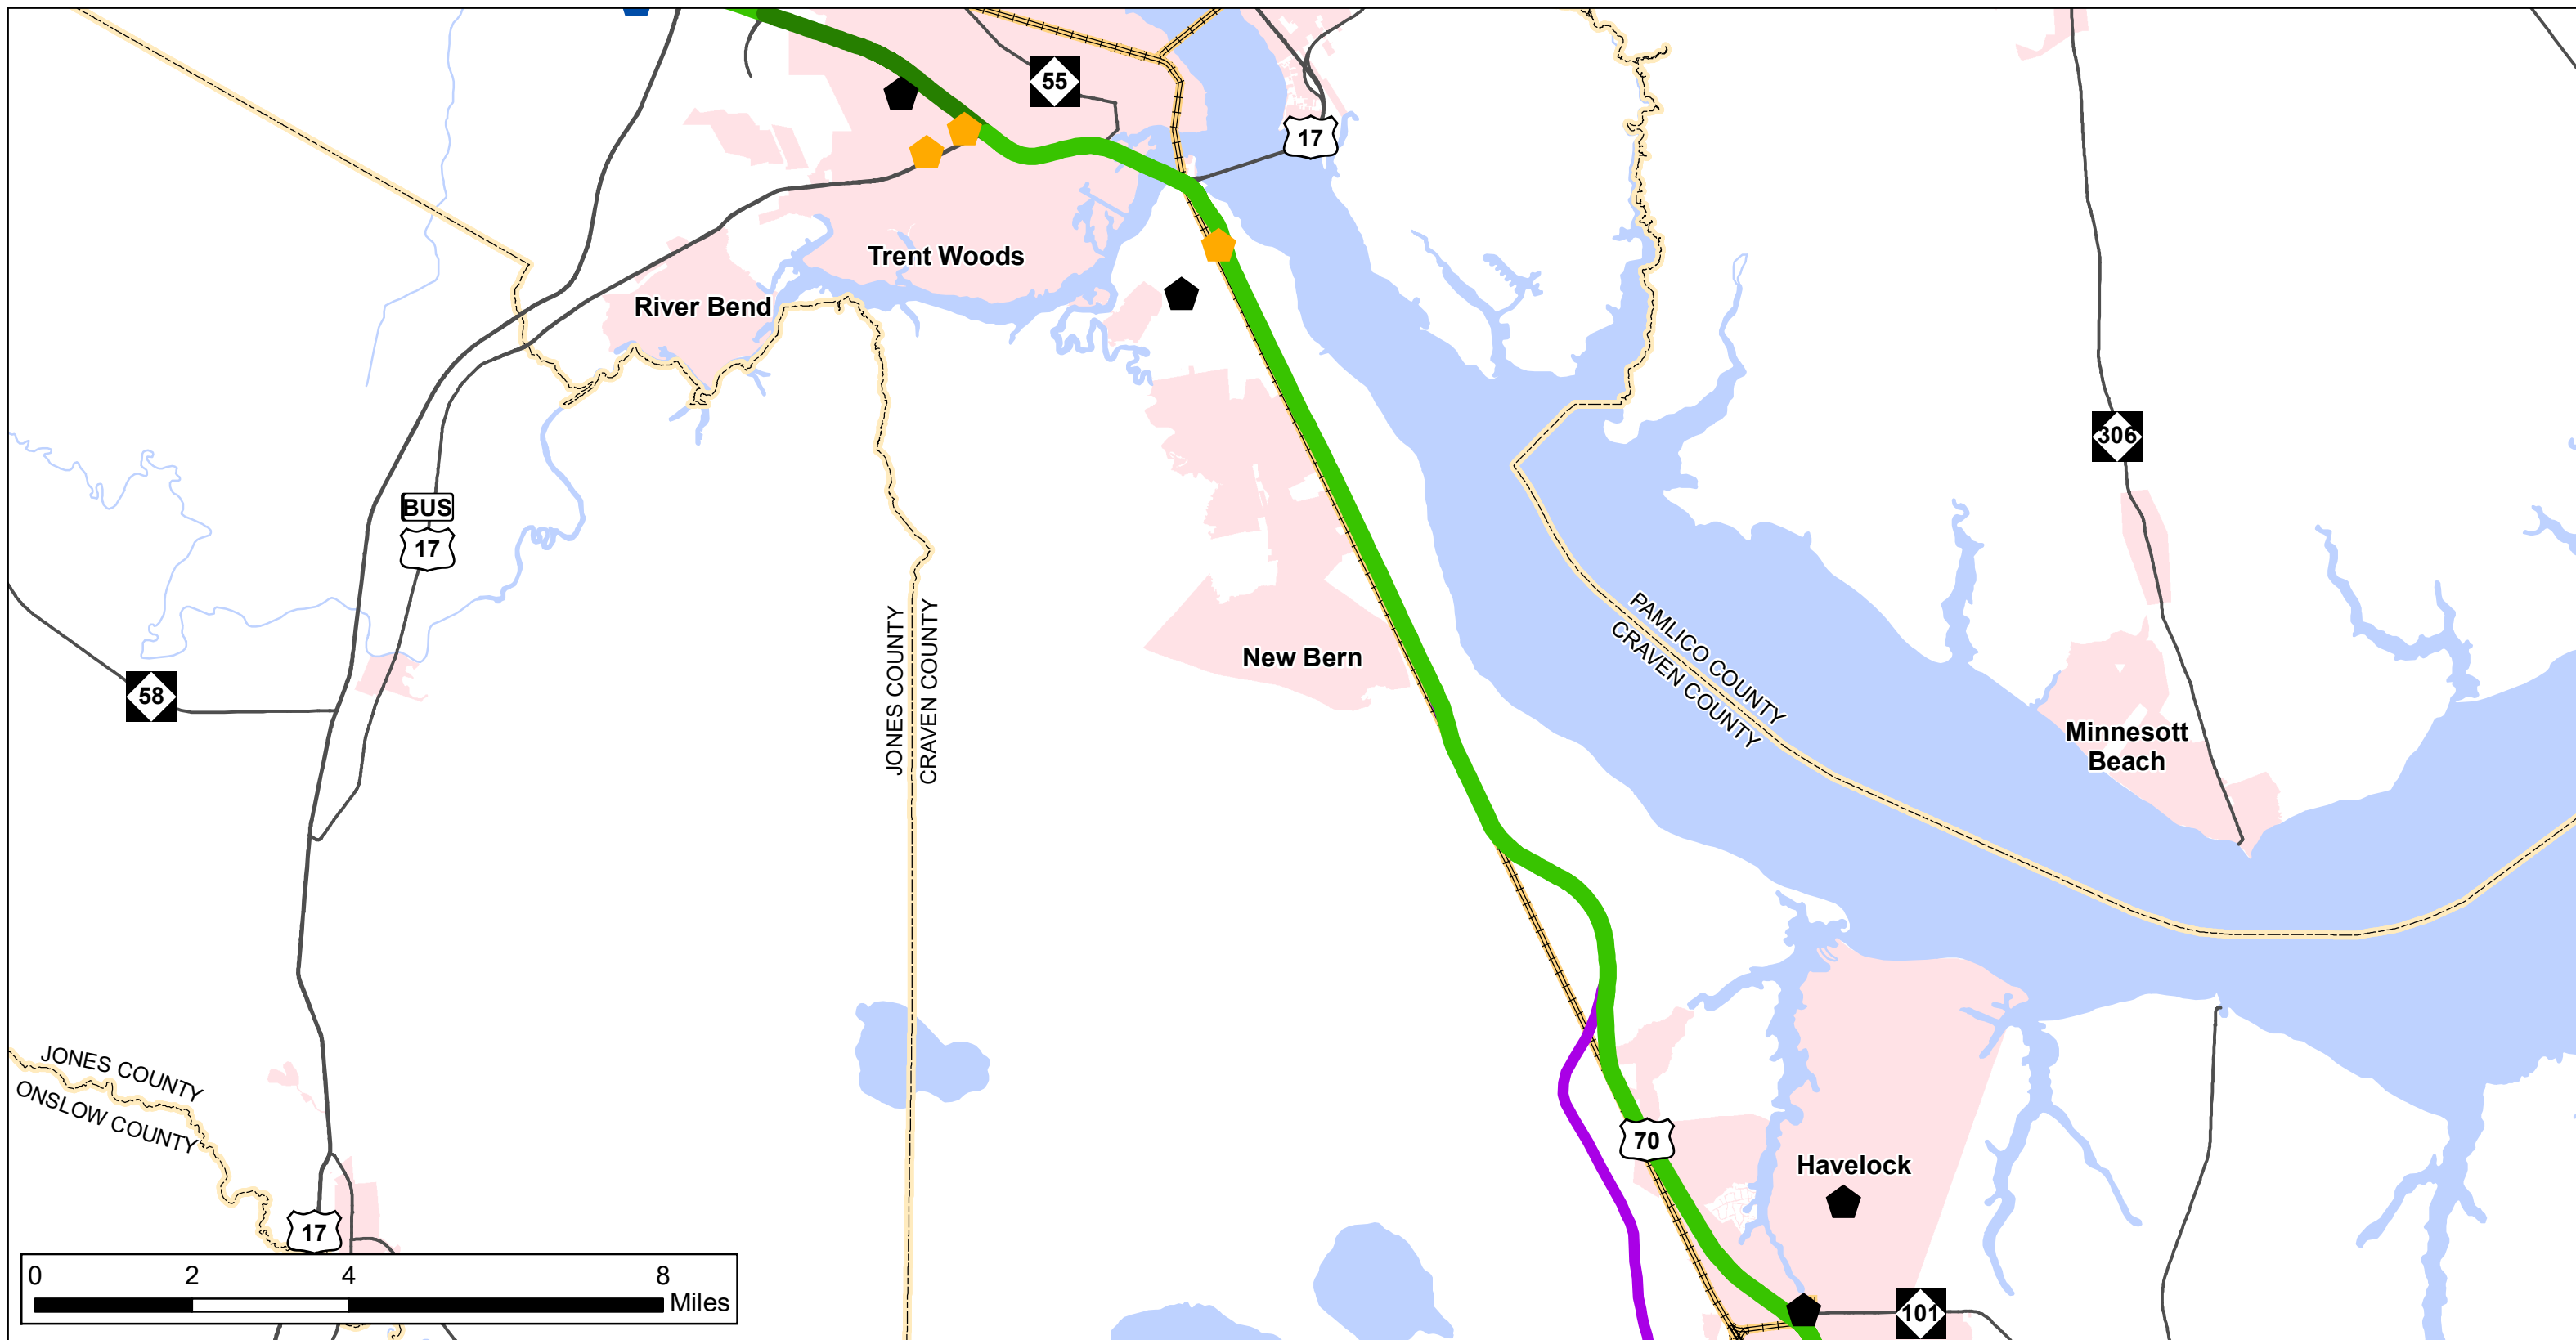 55
17
Trent Woods
River Bend
306
BUS
17
PAMLICO COUNTY
CRAVEN COUNTY
JONES COUNTY
CRAVEN COUNTY
New Bern
58
Minnesott
Beach
JONES COUNTY
ONSLOW COUNTY
70
Havelock
17
0 2 4 8
Miles
101